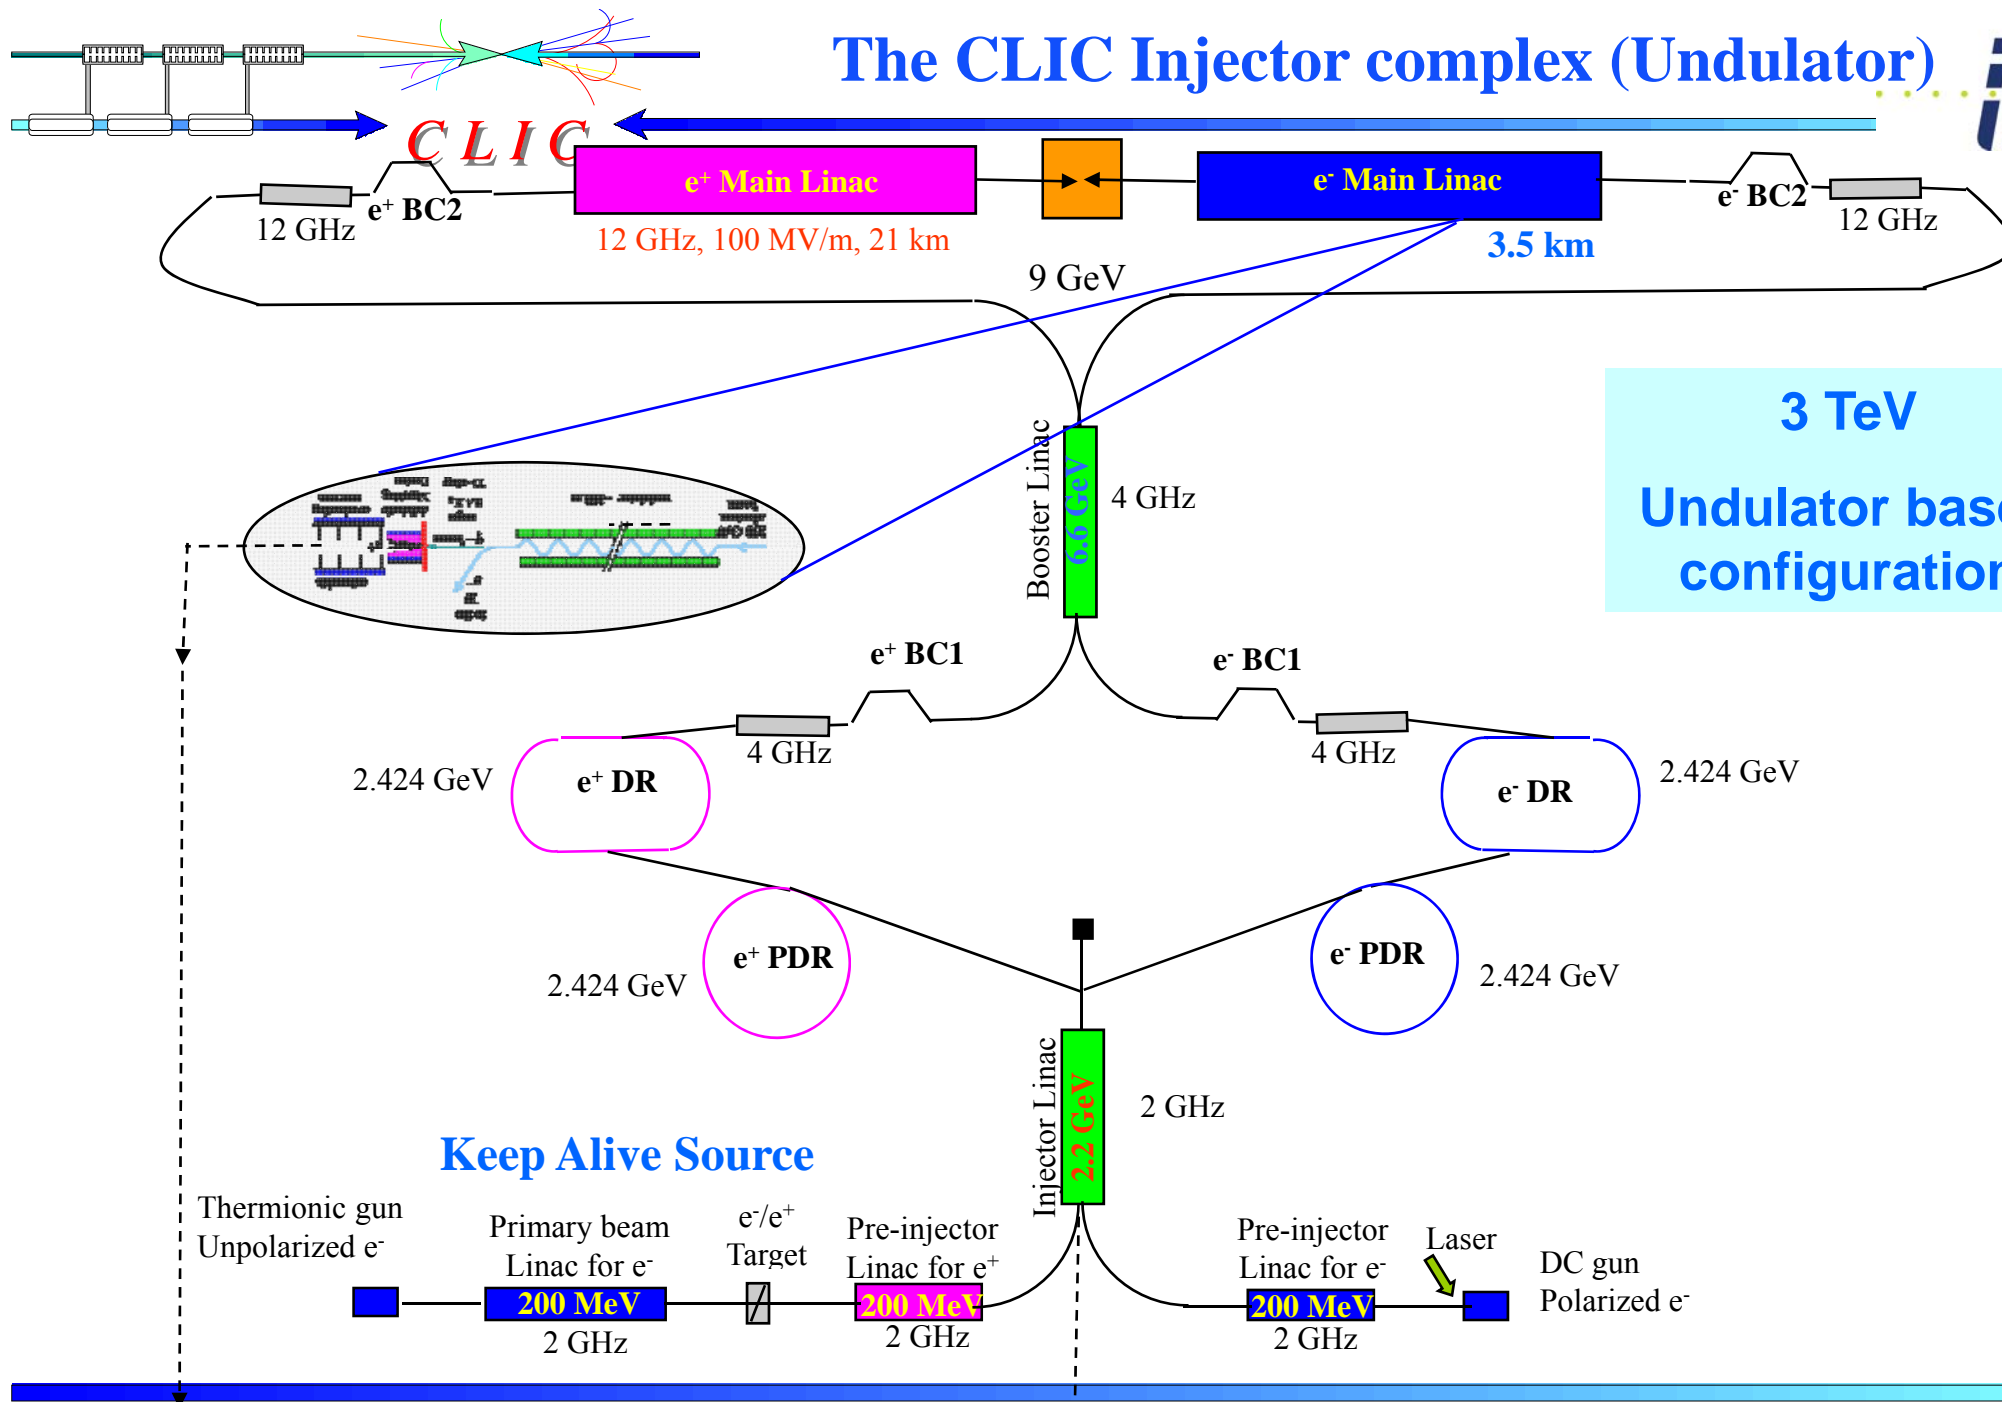 The CLIC Injector complex (Undulator)
C L I C
e⁺ Main Linac
e⁻ Main Linac
12 GHz
e⁺ BC2
e⁻ BC2
12 GHz
12 GHz, 100 MV/m, 21 km
3.5 km
9 GeV
3 TeV
Undulator bas
configuration
Booster Linac
6.6 GeV
4 GHz
e⁺ BC1
e⁻ BC1
4 GHz
4 GHz
2.424 GeV
e⁺ DR
e⁻ DR
2.424 GeV
e⁺ PDR
e⁻ PDR
2.424 GeV
2.424 GeV
Injector Linac
2.2 GeV
2 GHz
Keep Alive Source
Thermionic gun
Unpolarized e⁻
Primary beam
Linac for e⁻
200 MeV
2 GHz
e⁻/e⁺
Target
Pre-injector
Linac for e⁺
200 MeV
2 GHz
Pre-injector
Linac for e⁻
200 MeV
2 GHz
Laser
DC gun
Polarized e⁻